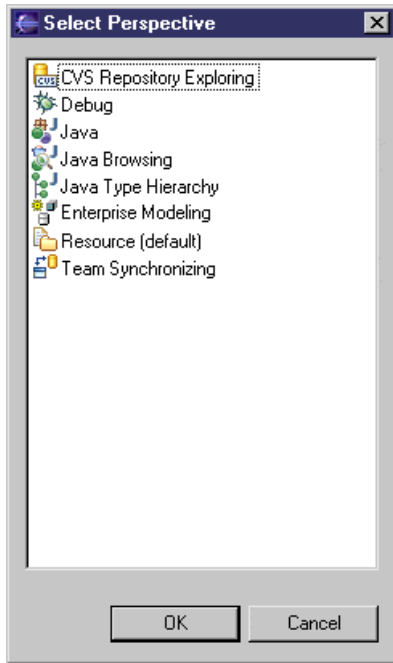 Select Perspective
CVS Repository Exploring
Debug
Java
Java Browsing
Java Type Hierarchy
Enterprise Modeling
Resource (default)
Team Synchronizing
OK
Cancel